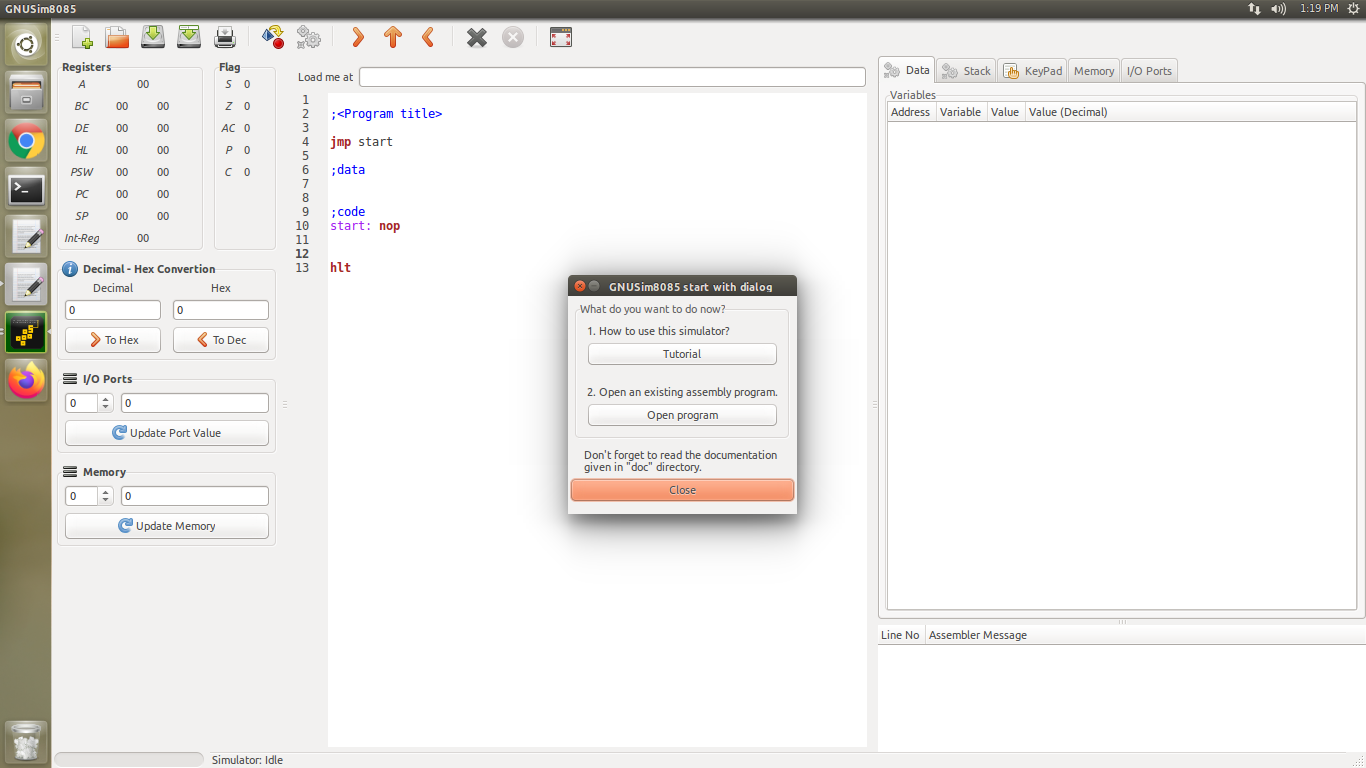 GNUSim8085
1:19 PM
Registers
A 00
BC 00 00
DE 00 00
HL 00 00
PSW 00 00
PC 00 00
SP 00 00
Int-Reg 00
Flag
S 0
Z 0
AC 0
P 0
C 0
Decimal - Hex Convertion
Decimal Hex
0 0
To Hex To Dec
I/O Ports
0 0
Update Port Value
Memory
0 0
Update Memory
Load me at
1
2 ;<Program title>
3
4 jmp start
5
6 ;data
7
8
9 ;code
10 start: nop
11
12
13 hlt
GNUSim8085 start with dialog
What do you want to do now?
1. How to use this simulator?
Tutorial
2. Open an existing assembly program.
Open program
Don't forget to read the documentation
given in "doc" directory.
Close
Data Stack KeyPad Memory I/O Ports
Variables
Address Variable Value Value (Decimal)
Line No Assembler Message
Simulator: Idle